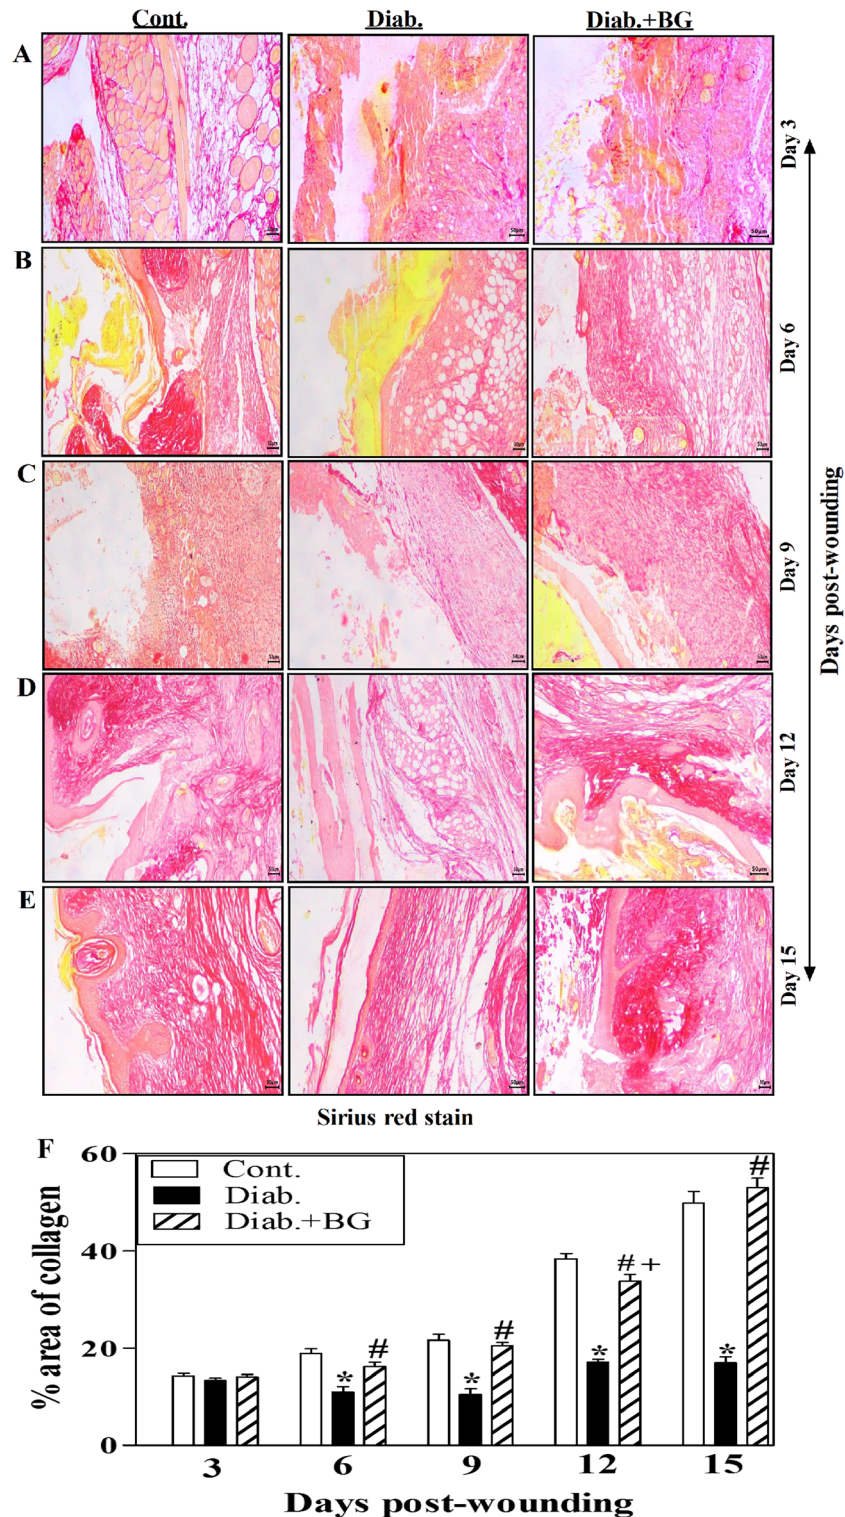 Cont. Diab. Diab.+BG
A
Day 3
B
Day 6
C
Day 9
D
Day 12
E
Day 15
Days post-wounding
50µm
Sirius red stain
F
% area of collagen
60
40
20
0
Cont.
Diab.
Diab.+BG
* #
* #
* # +
* #
3 6 9 12 15
Days post-wounding